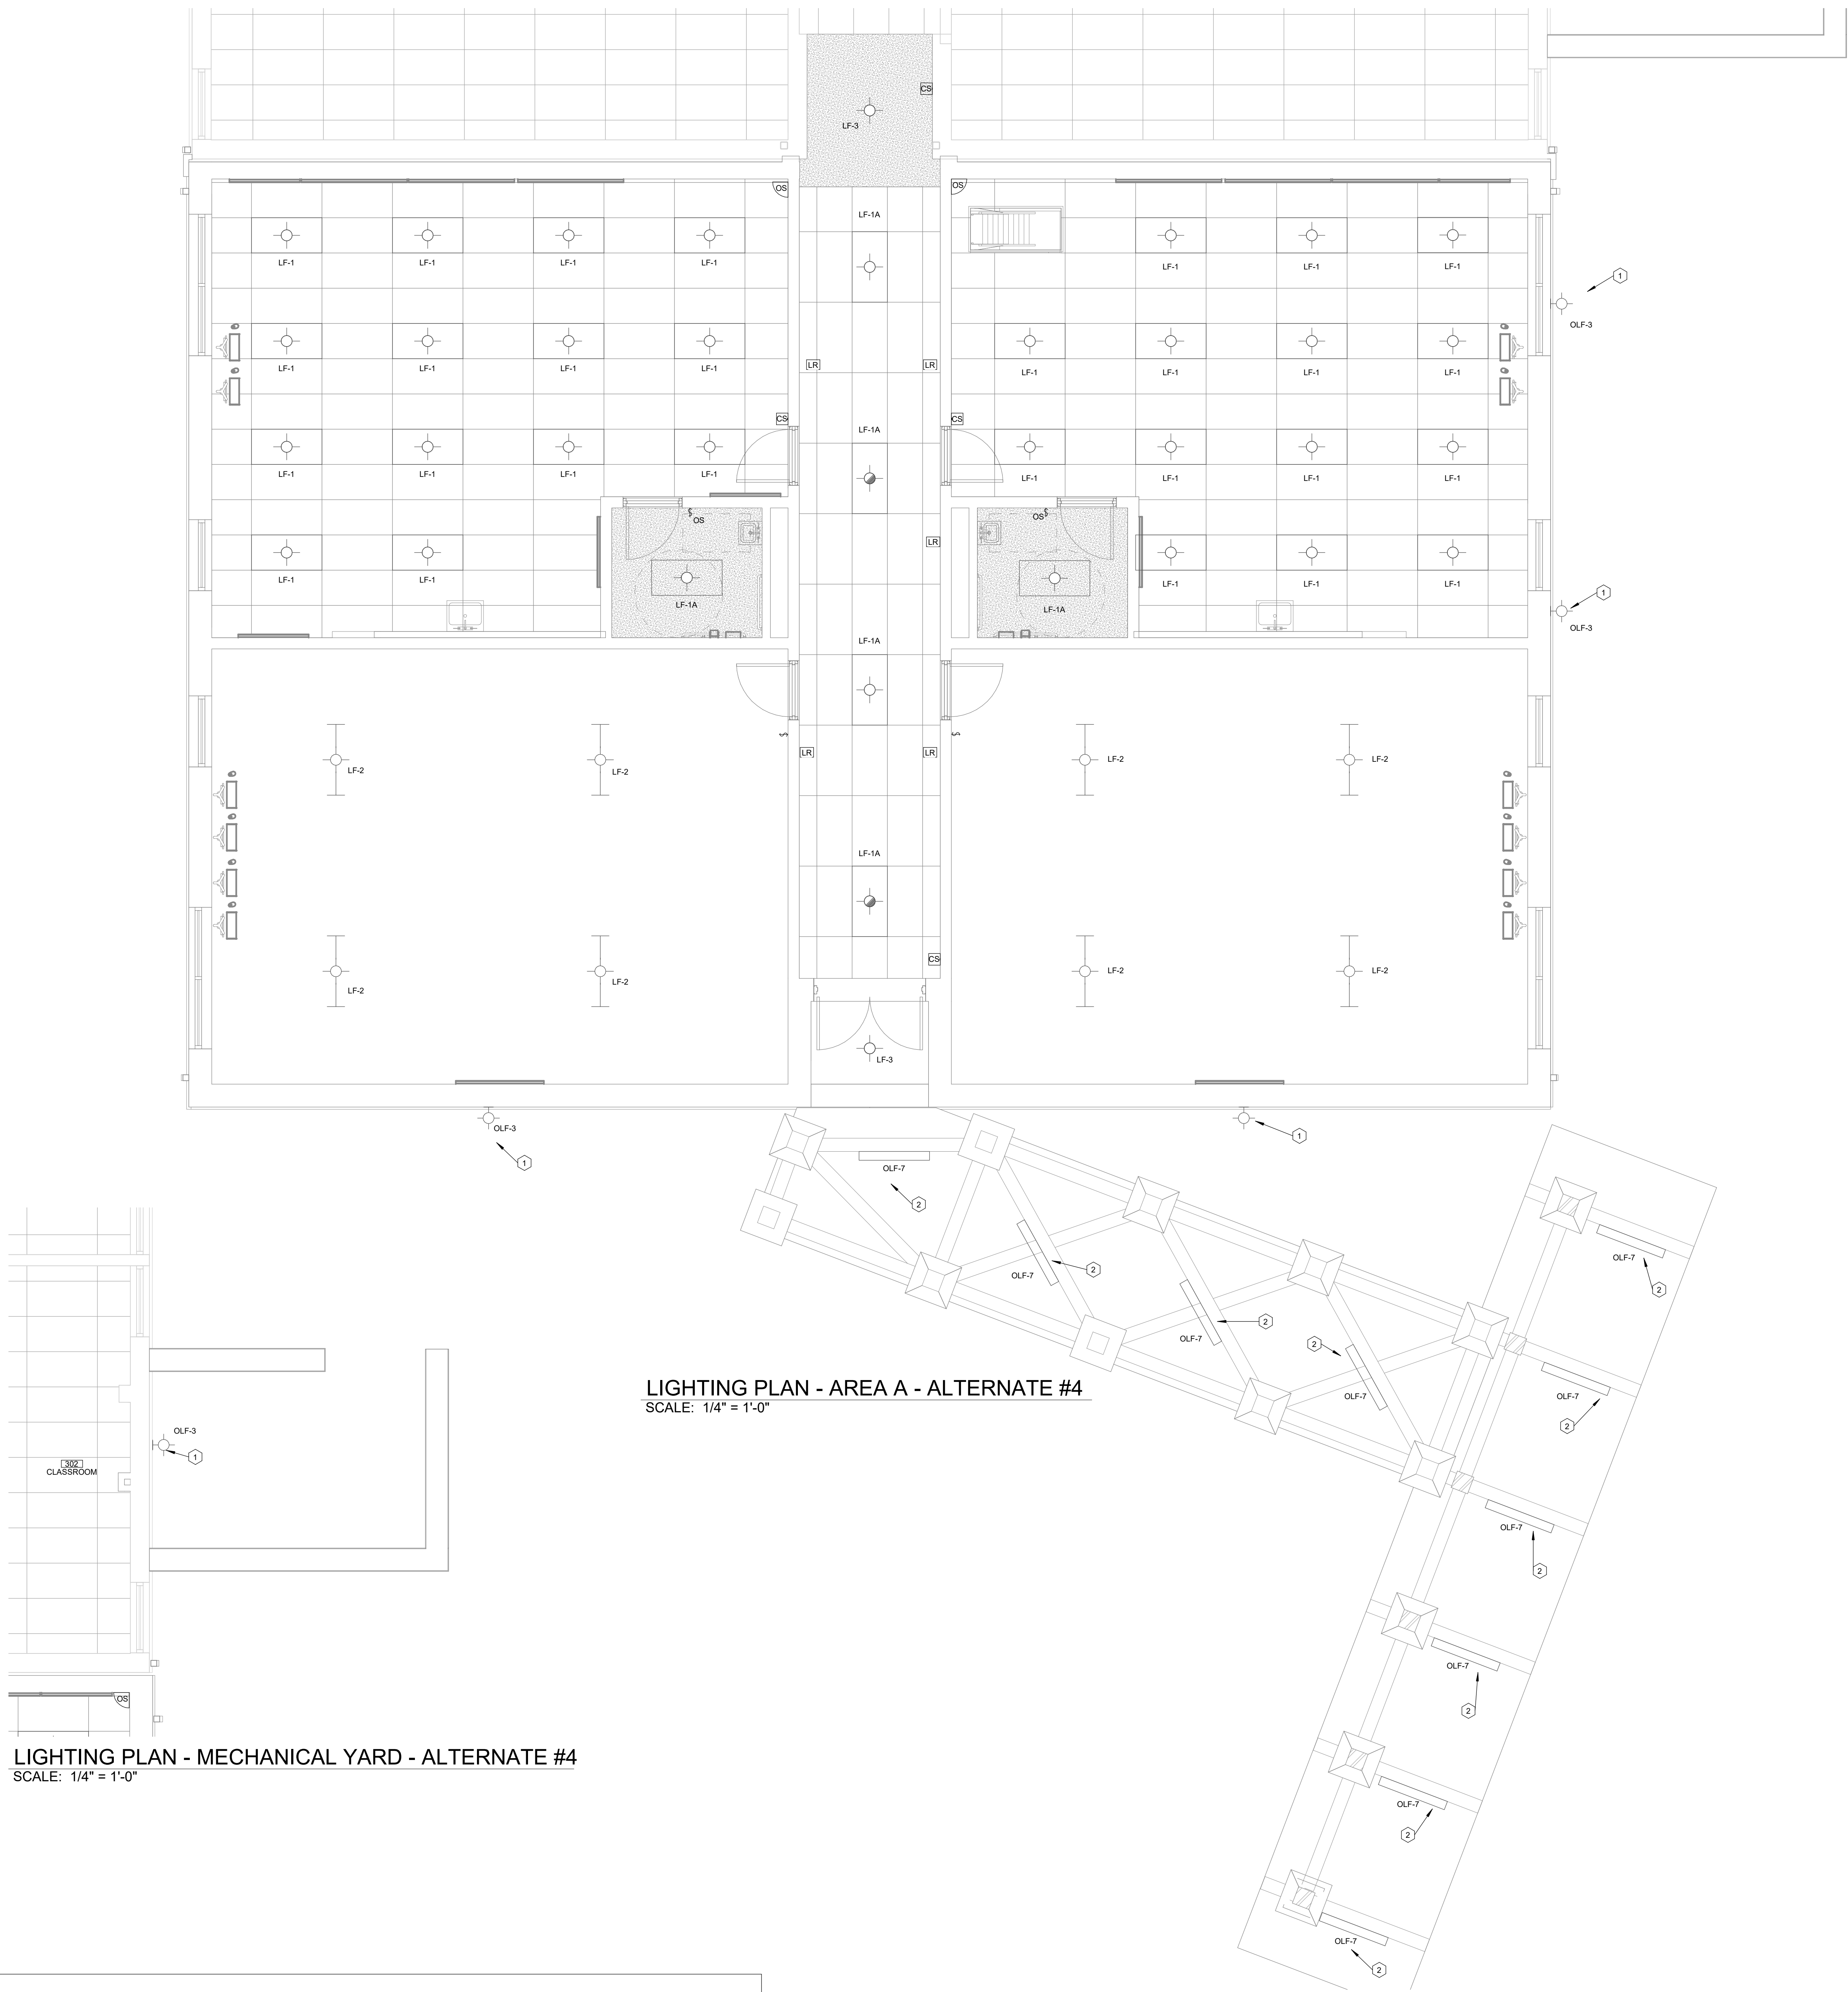 CS
LF-3
OS
OS
LF-1A
LF-1
LF-1
LF-1
LF-1
LF-1
LF-1
LF-1
1
OLF-3
LR
LR
LF-1
LF-1
LF-1
LF-1
LF-1
LF-1
LF-1
LF-1
CS
CS
LF-1A
LF-1
LF-1
LF-1
LF-1
LF-1
LF-1
LF-1
LF-1
OS
OS
LR
LF-1
LF-1
LF-1
LF-1
LF-1
1
LF-1A
LF-1A
OLF-3
LF-1A
LR
LR
LF-2
LF-2
LF-2
LF-2
LF-1A
CS
LF-2
LF-2
LF-2
LF-2
LF-3
OLF-3
1
1
OLF-7
2
OLF-7
2
OLF-7
2
OLF-7
2
OLF-7
2
OLF-7
2
OLF-7
2
OLF-7
2
OLF-7
2
OLF-7
2
LIGHTING PLAN - AREA A - ALTERNATE #4
SCALE: 1/4" = 1'-0"
OLF-3
1
302
CLASSROOM
OS
LIGHTING PLAN - MECHANICAL YARD - ALTERNATE #4
SCALE: 1/4" = 1'-0"